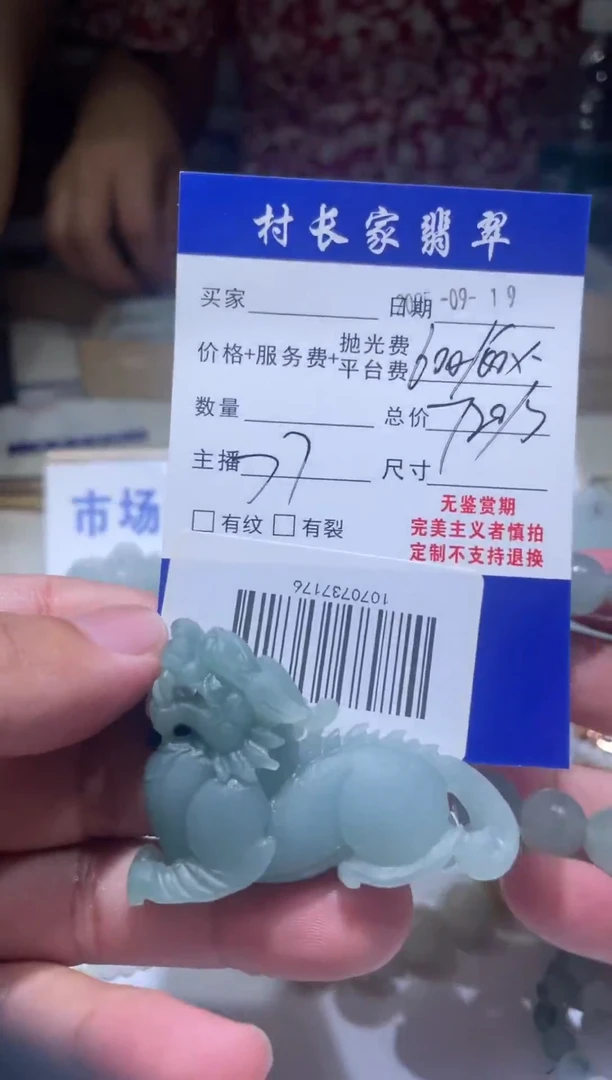 村长家翡翠
买家 日期 -09-19
价格+服务费+抛光费
平台费
数量 总价
主播 尺寸
无鉴赏期
□有纹 □有裂 完美主义者慎拍
定制不支持退换
市场
1070737176